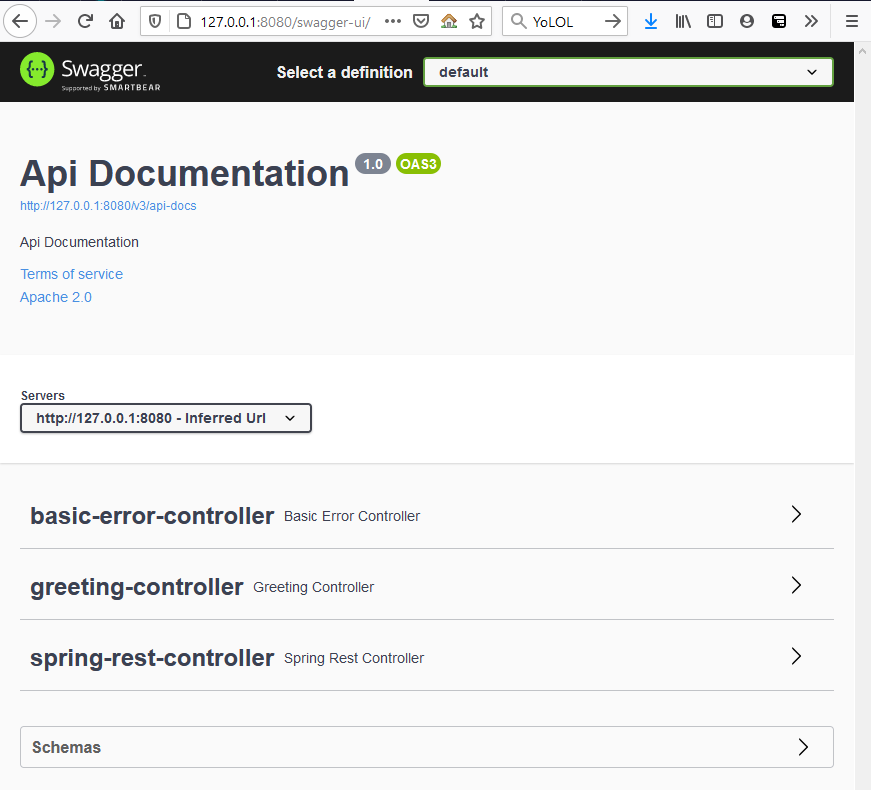 127.0.0.1:8080/swagger-ui/ YoLOL
Swagger. Select a definition default
Supported by SMARTBEAR
Api Documentation 1.0 OAS3
http://127.0.0.1:8080/v3/api-docs
Api Documentation
Terms of service
Apache 2.0
Servers
http://127.0.0.1:8080 - Inferred Url
basic-error-controller Basic Error Controller
greeting-controller Greeting Controller
spring-rest-controller Spring Rest Controller
Schemas